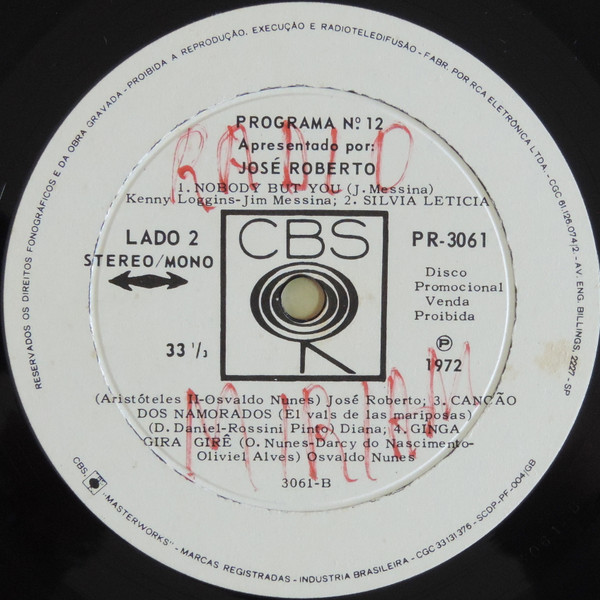 RESERVADOS OS DIREITOS FONOGRÁFICOS E DA OBRA GRAVADA - PROIBIDA A REPRODUÇÃO, EXECUÇÃO E RADIOTELEDIFUSÃO - FABR. POR RCA ELETRÔNICA LTDA. - CGC 61.126.074/2 - AV. ENG. BILLINGS, 2227 - SP
PROGRAMA Nº 12
Apresentado por:
JOSÉ ROBERTO
RADIO
1. NOBODY BUT YOU (J. Messina)
Kenny Loggins-Jim Messina; 2. SILVIA LETICIA
LADO 2
STEREO/MONO
33 1/3
CBS
PR-3061
Disco
Promocional
Venda
Proibida
Ⓟ
1972
(Aristóteles II-Osvaldo Nunes) José Roberto; 3. CANÇÃO
DOS NAMORADOS (El vals de las mariposas)
(D. Daniel-Rossini Pinto) Diana; 4. GINGA
GIRA GIRÊ (O. Nunes-Darcy do Nascimento-
Oliviel Alves) Osvaldo Nunes
MIRIAM
3061-B
CBS, "MASTERWORKS" - MARCAS REGISTRADAS - INDUSTRIA BRASILEIRA - CGC 33131376 - SCDP-PF-004/GB